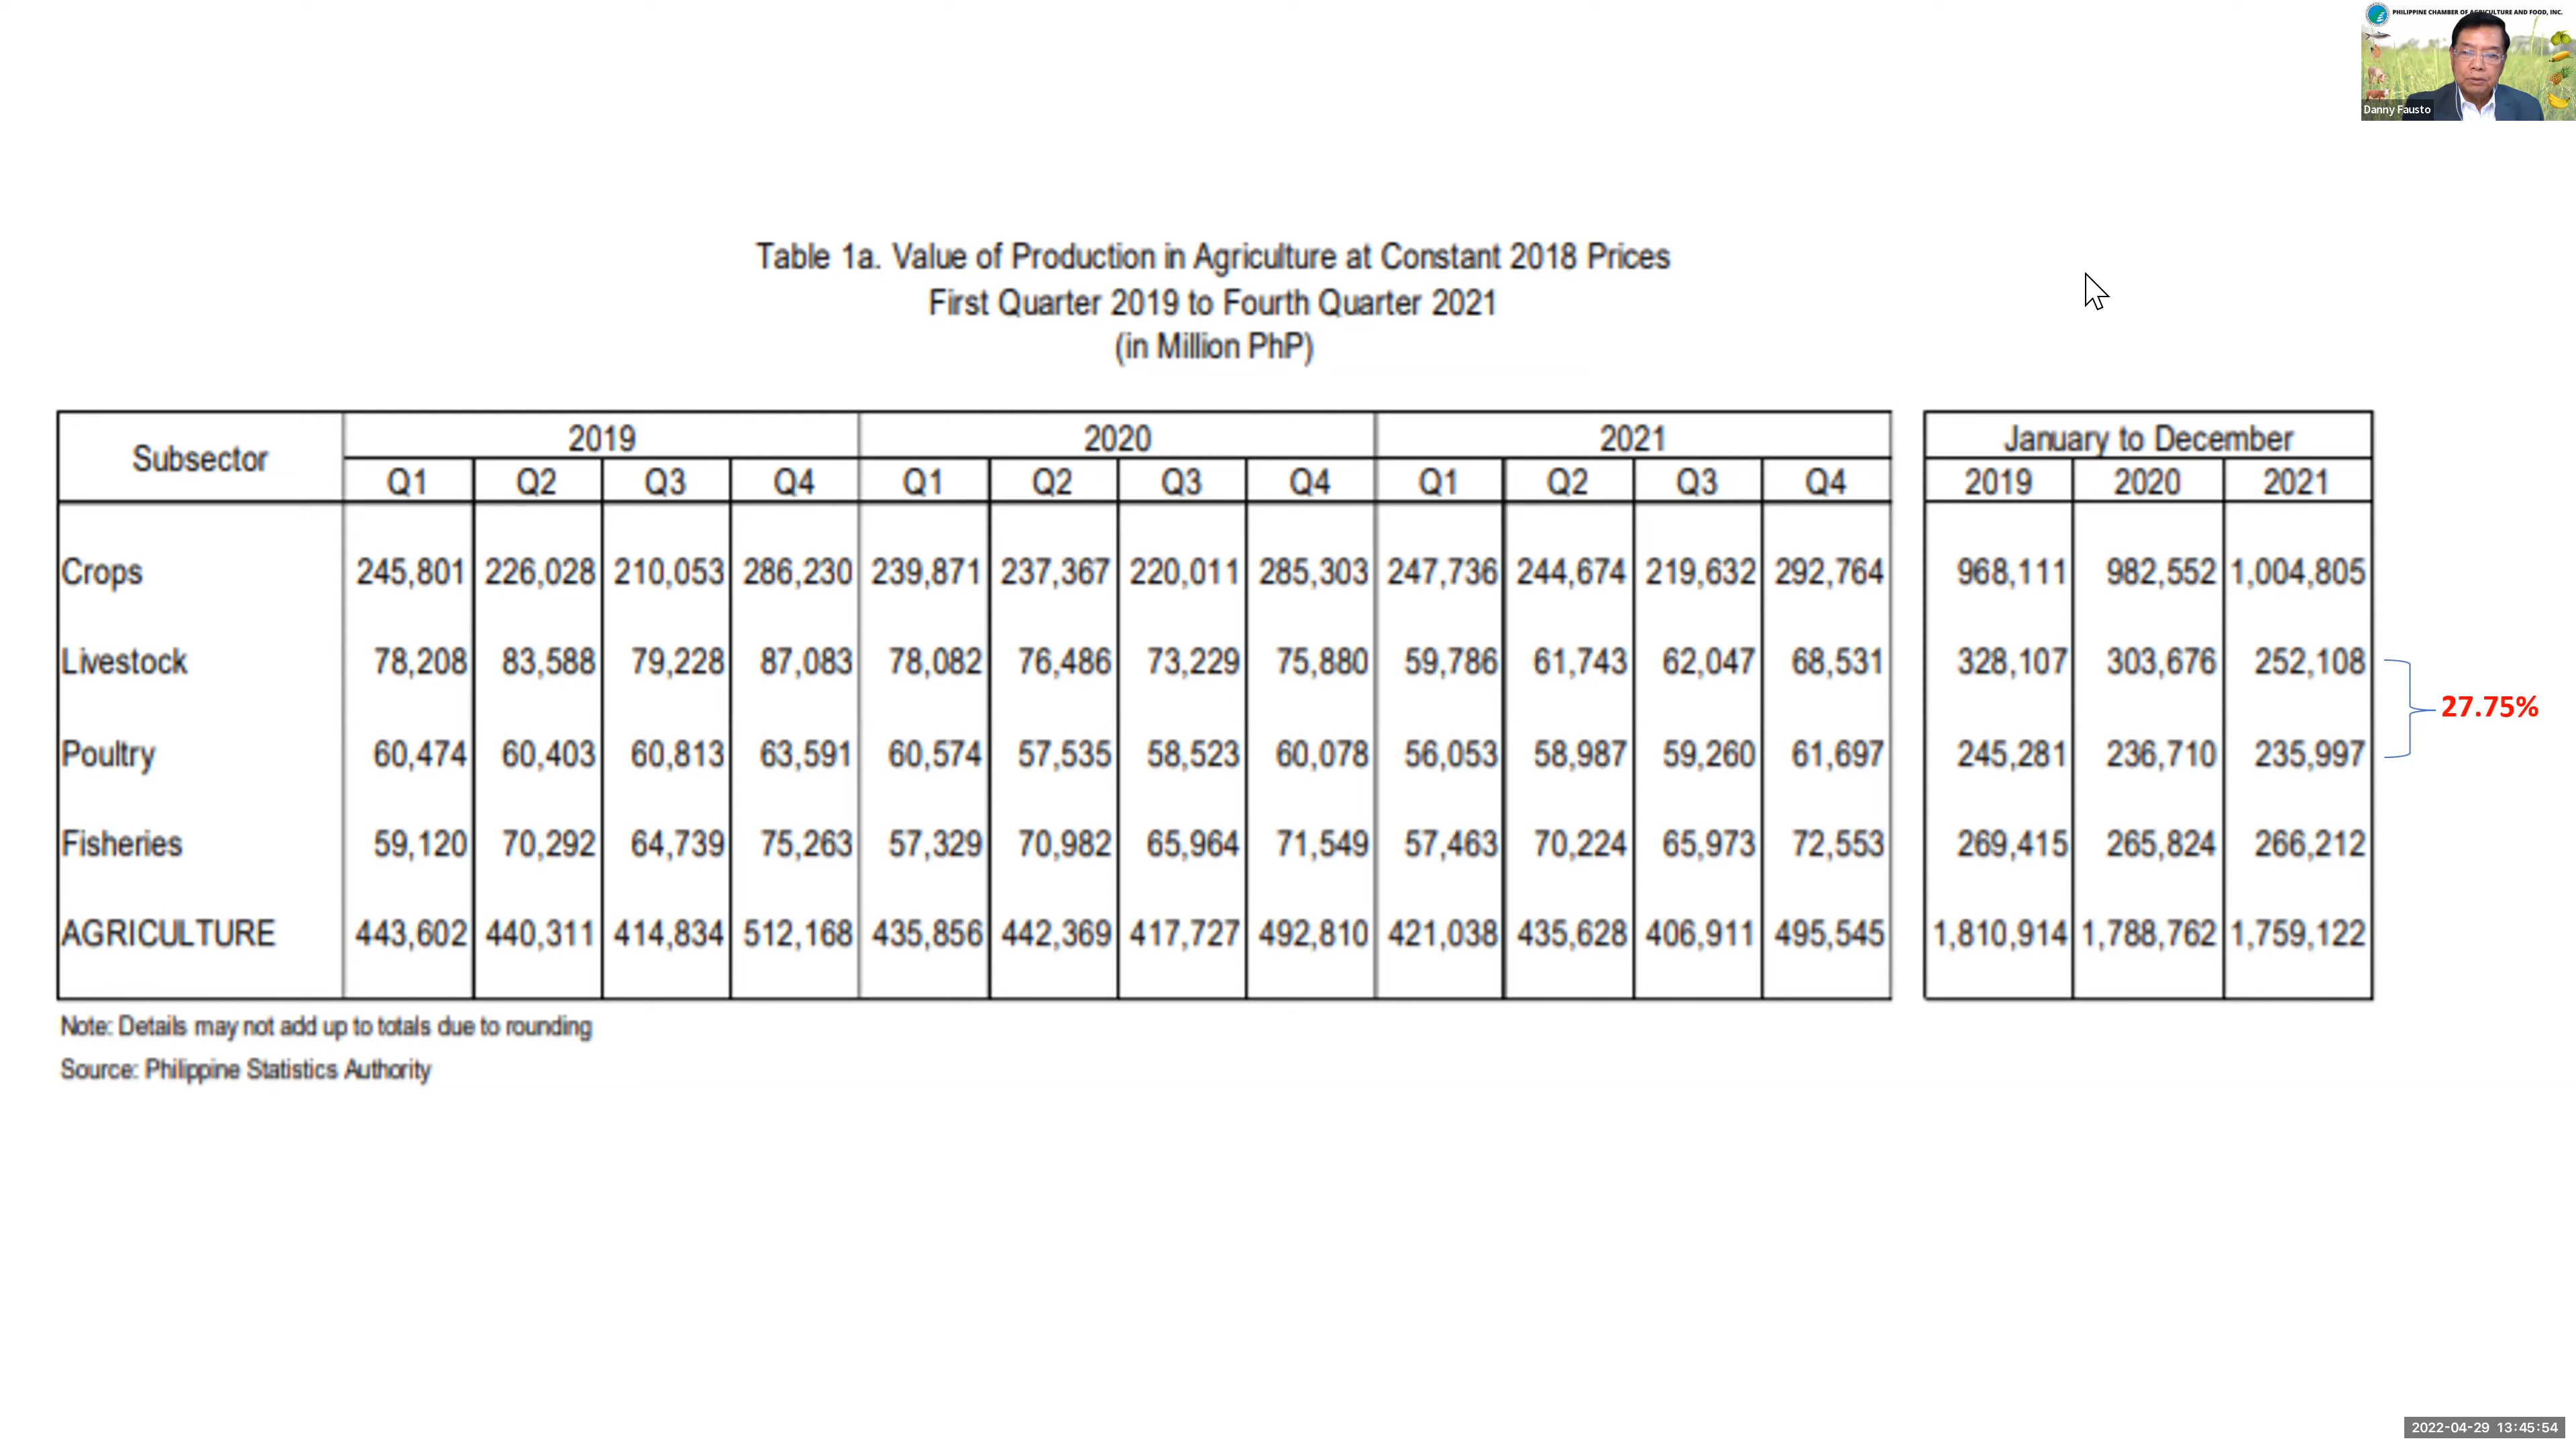 PHILIPPINE CHAMBER OF AGRICULTURE AND FOOD, INC.
Danny Fausto
Table 1a. Value of Production in Agriculture at Constant 2018 Prices
First Quarter 2019 to Fourth Quarter 2021
(in Million PhP)
Subsector 2019 2020 2021 January to December
Q1 Q2 Q3 Q4 Q1 Q2 Q3 Q4 Q1 Q2 Q3 Q4 2019 2020 2021
Crops 245,801 226,028 210,053 286,230 239,871 237,367 220,011 285,303 247,736 244,674 219,632 292,764 968,111 982,552 1,004,805
Livestock 78,208 83,588 79,228 87,083 78,082 76,486 73,229 75,880 59,786 61,743 62,047 68,531 328,107 303,676 252,108
27.75%
Poultry 60,474 60,403 60,813 63,591 60,574 57,535 58,523 60,078 56,053 58,987 59,260 61,697 245,281 236,710 235,997
Fisheries 59,120 70,292 64,739 75,263 57,329 70,982 65,964 71,549 57,463 70,224 65,973 72,553 269,415 265,824 266,212
AGRICULTURE 443,602 440,311 414,834 512,168 435,856 442,369 417,727 492,810 421,038 435,628 406,911 495,545 1,810,914 1,788,762 1,759,122
Note: Details may not add up to totals due to rounding
Source: Philippine Statistics Authority
2022-04-29 13:45:54